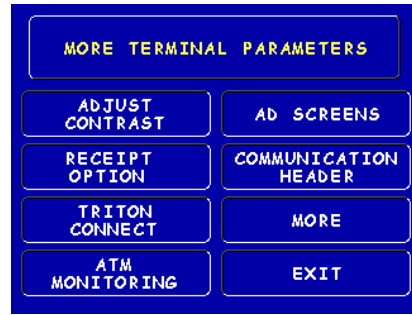 MORE TERMINAL PARAMETERS
ADJUST
CONTRAST
AD SCREENS
RECEIPT
OPTION
COMMUNICATION
HEADER
TRITON
CONNECT
MORE
ATM
MONITORING
EXIT